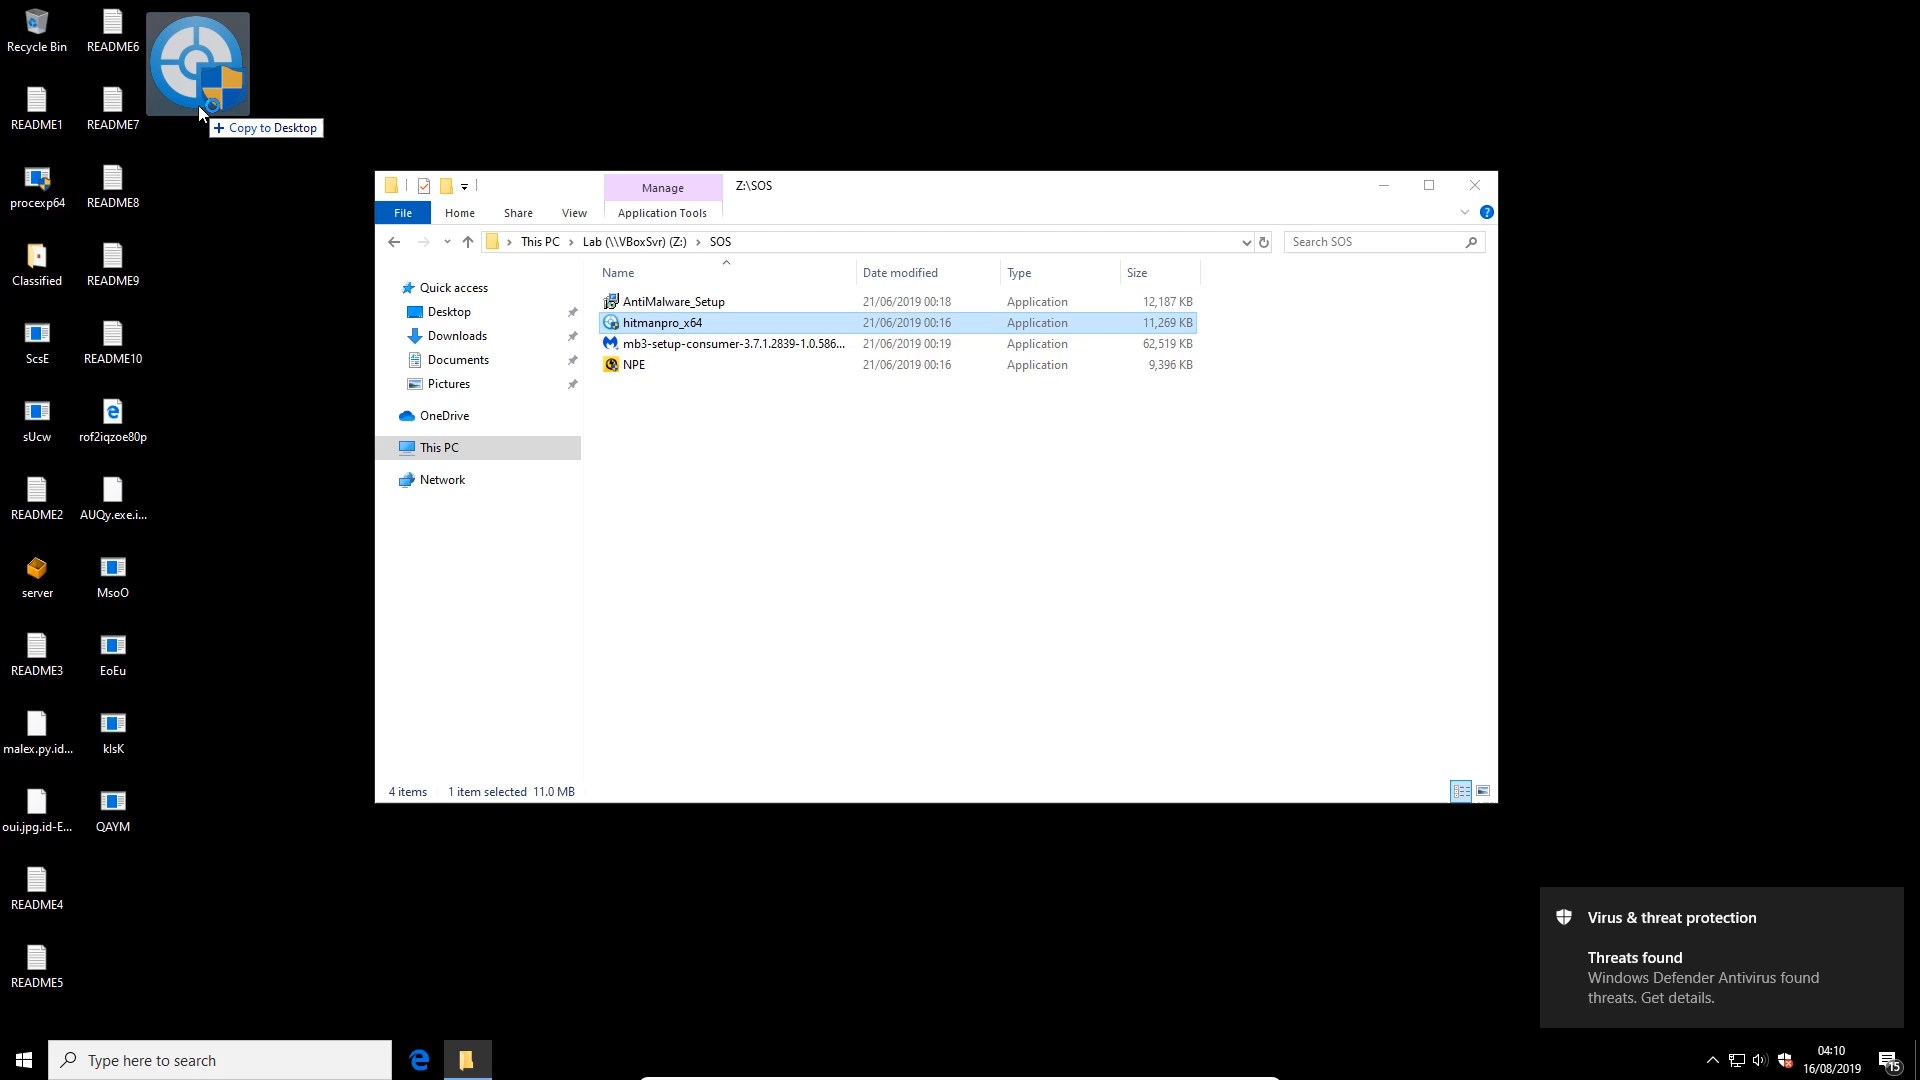 Recycle Bin
README6
README1
README7
+ Copy to Desktop
procexp64
README8
Classified
README9
ScsE
README10
sUcw
rof2iqzoe80p
README2
AUQy.exe.i...
server
MsoO
README3
EoEu
malex.py.id...
klsK
oui.jpg.id-E...
QAYM
README4
README5
Manage
Z:\SOS
File
Home
Share
View
Application Tools
This PC
Lab (\\VBoxSvr) (Z:)
SOS
Search SOS
Name
Date modified
Type
Size
Quick access
Desktop
Downloads
Documents
Pictures
OneDrive
This PC
Network
AntiMalware_Setup 21/06/2019 00:18 Application 12,187 KB
hitmanpro_x64 21/06/2019 00:16 Application 11,269 KB
mb3-setup-consumer-3.7.1.2839-1.0.586... 21/06/2019 00:19 Application 62,519 KB
NPE 21/06/2019 00:16 Application 9,396 KB
4 items 1 item selected 11.0 MB
Virus & threat protection
Threats found
Windows Defender Antivirus found
threats. Get details.
Type here to search
04:10
16/08/2019
15